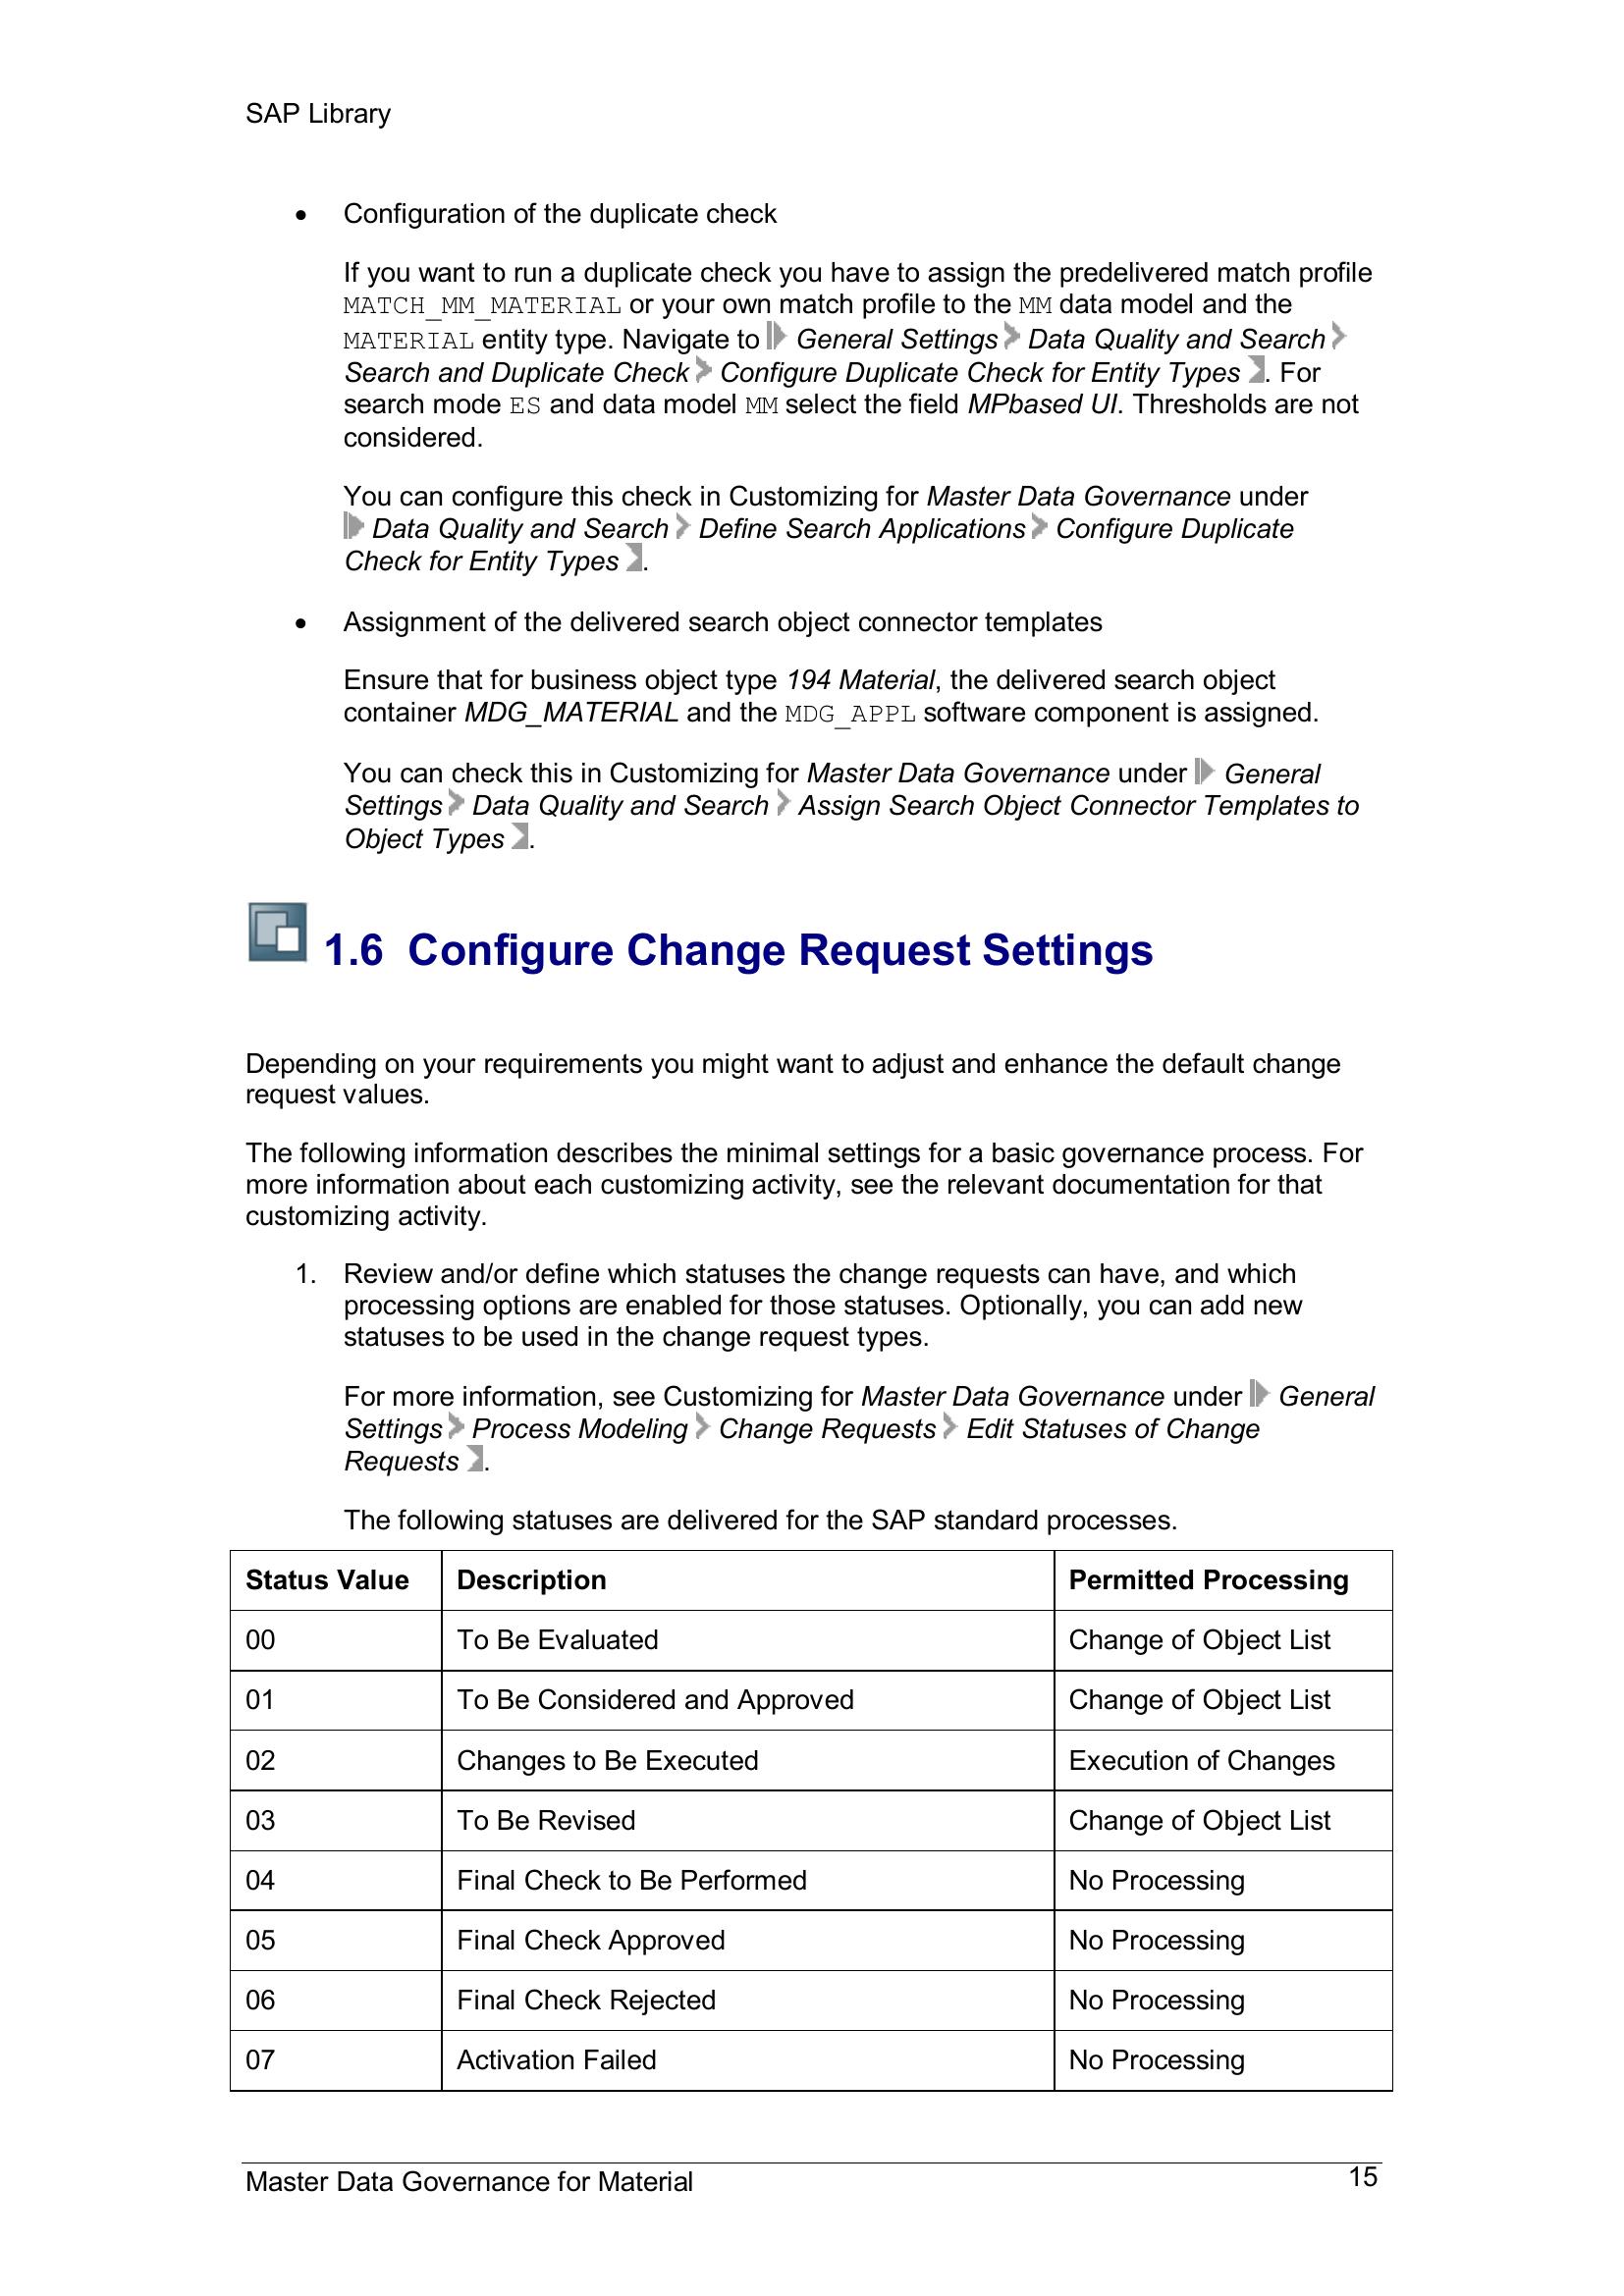 SAP Library
• Configuration of the duplicate check
If you want to run a duplicate check you have to assign the predelivered match profile
MATCH_MM_MATERIAL or your own match profile to the MM data model and the
MATERIAL entity type. Navigate to General Settings Data Quality and Search
Search and Duplicate Check Configure Duplicate Check for Entity Types . For
search mode ES and data model MM select the field MPbased UI. Thresholds are not
considered.
You can configure this check in Customizing for Master Data Governance under
Data Quality and Search Define Search Applications Configure Duplicate
Check for Entity Types .
• Assignment of the delivered search object connector templates
Ensure that for business object type 194 Material, the delivered search object
container MDG_MATERIAL and the MDG_APPL software component is assigned.
You can check this in Customizing for Master Data Governance under General
Settings Data Quality and Search Assign Search Object Connector Templates to
Object Types .
1.6 Configure Change Request Settings
Depending on your requirements you might want to adjust and enhance the default change
request values.
The following information describes the minimal settings for a basic governance process. For
more information about each customizing activity, see the relevant documentation for that
customizing activity.
1. Review and/or define which statuses the change requests can have, and which
processing options are enabled for those statuses. Optionally, you can add new
statuses to be used in the change request types.
For more information, see Customizing for Master Data Governance under General
Settings Process Modeling Change Requests Edit Statuses of Change
Requests .
The following statuses are delivered for the SAP standard processes.
Status Value Description Permitted Processing
00 To Be Evaluated Change of Object List
01 To Be Considered and Approved Change of Object List
02 Changes to Be Executed Execution of Changes
03 To Be Revised Change of Object List
04 Final Check to Be Performed No Processing
05 Final Check Approved No Processing
06 Final Check Rejected No Processing
07 Activation Failed No Processing
Master Data Governance for Material 15